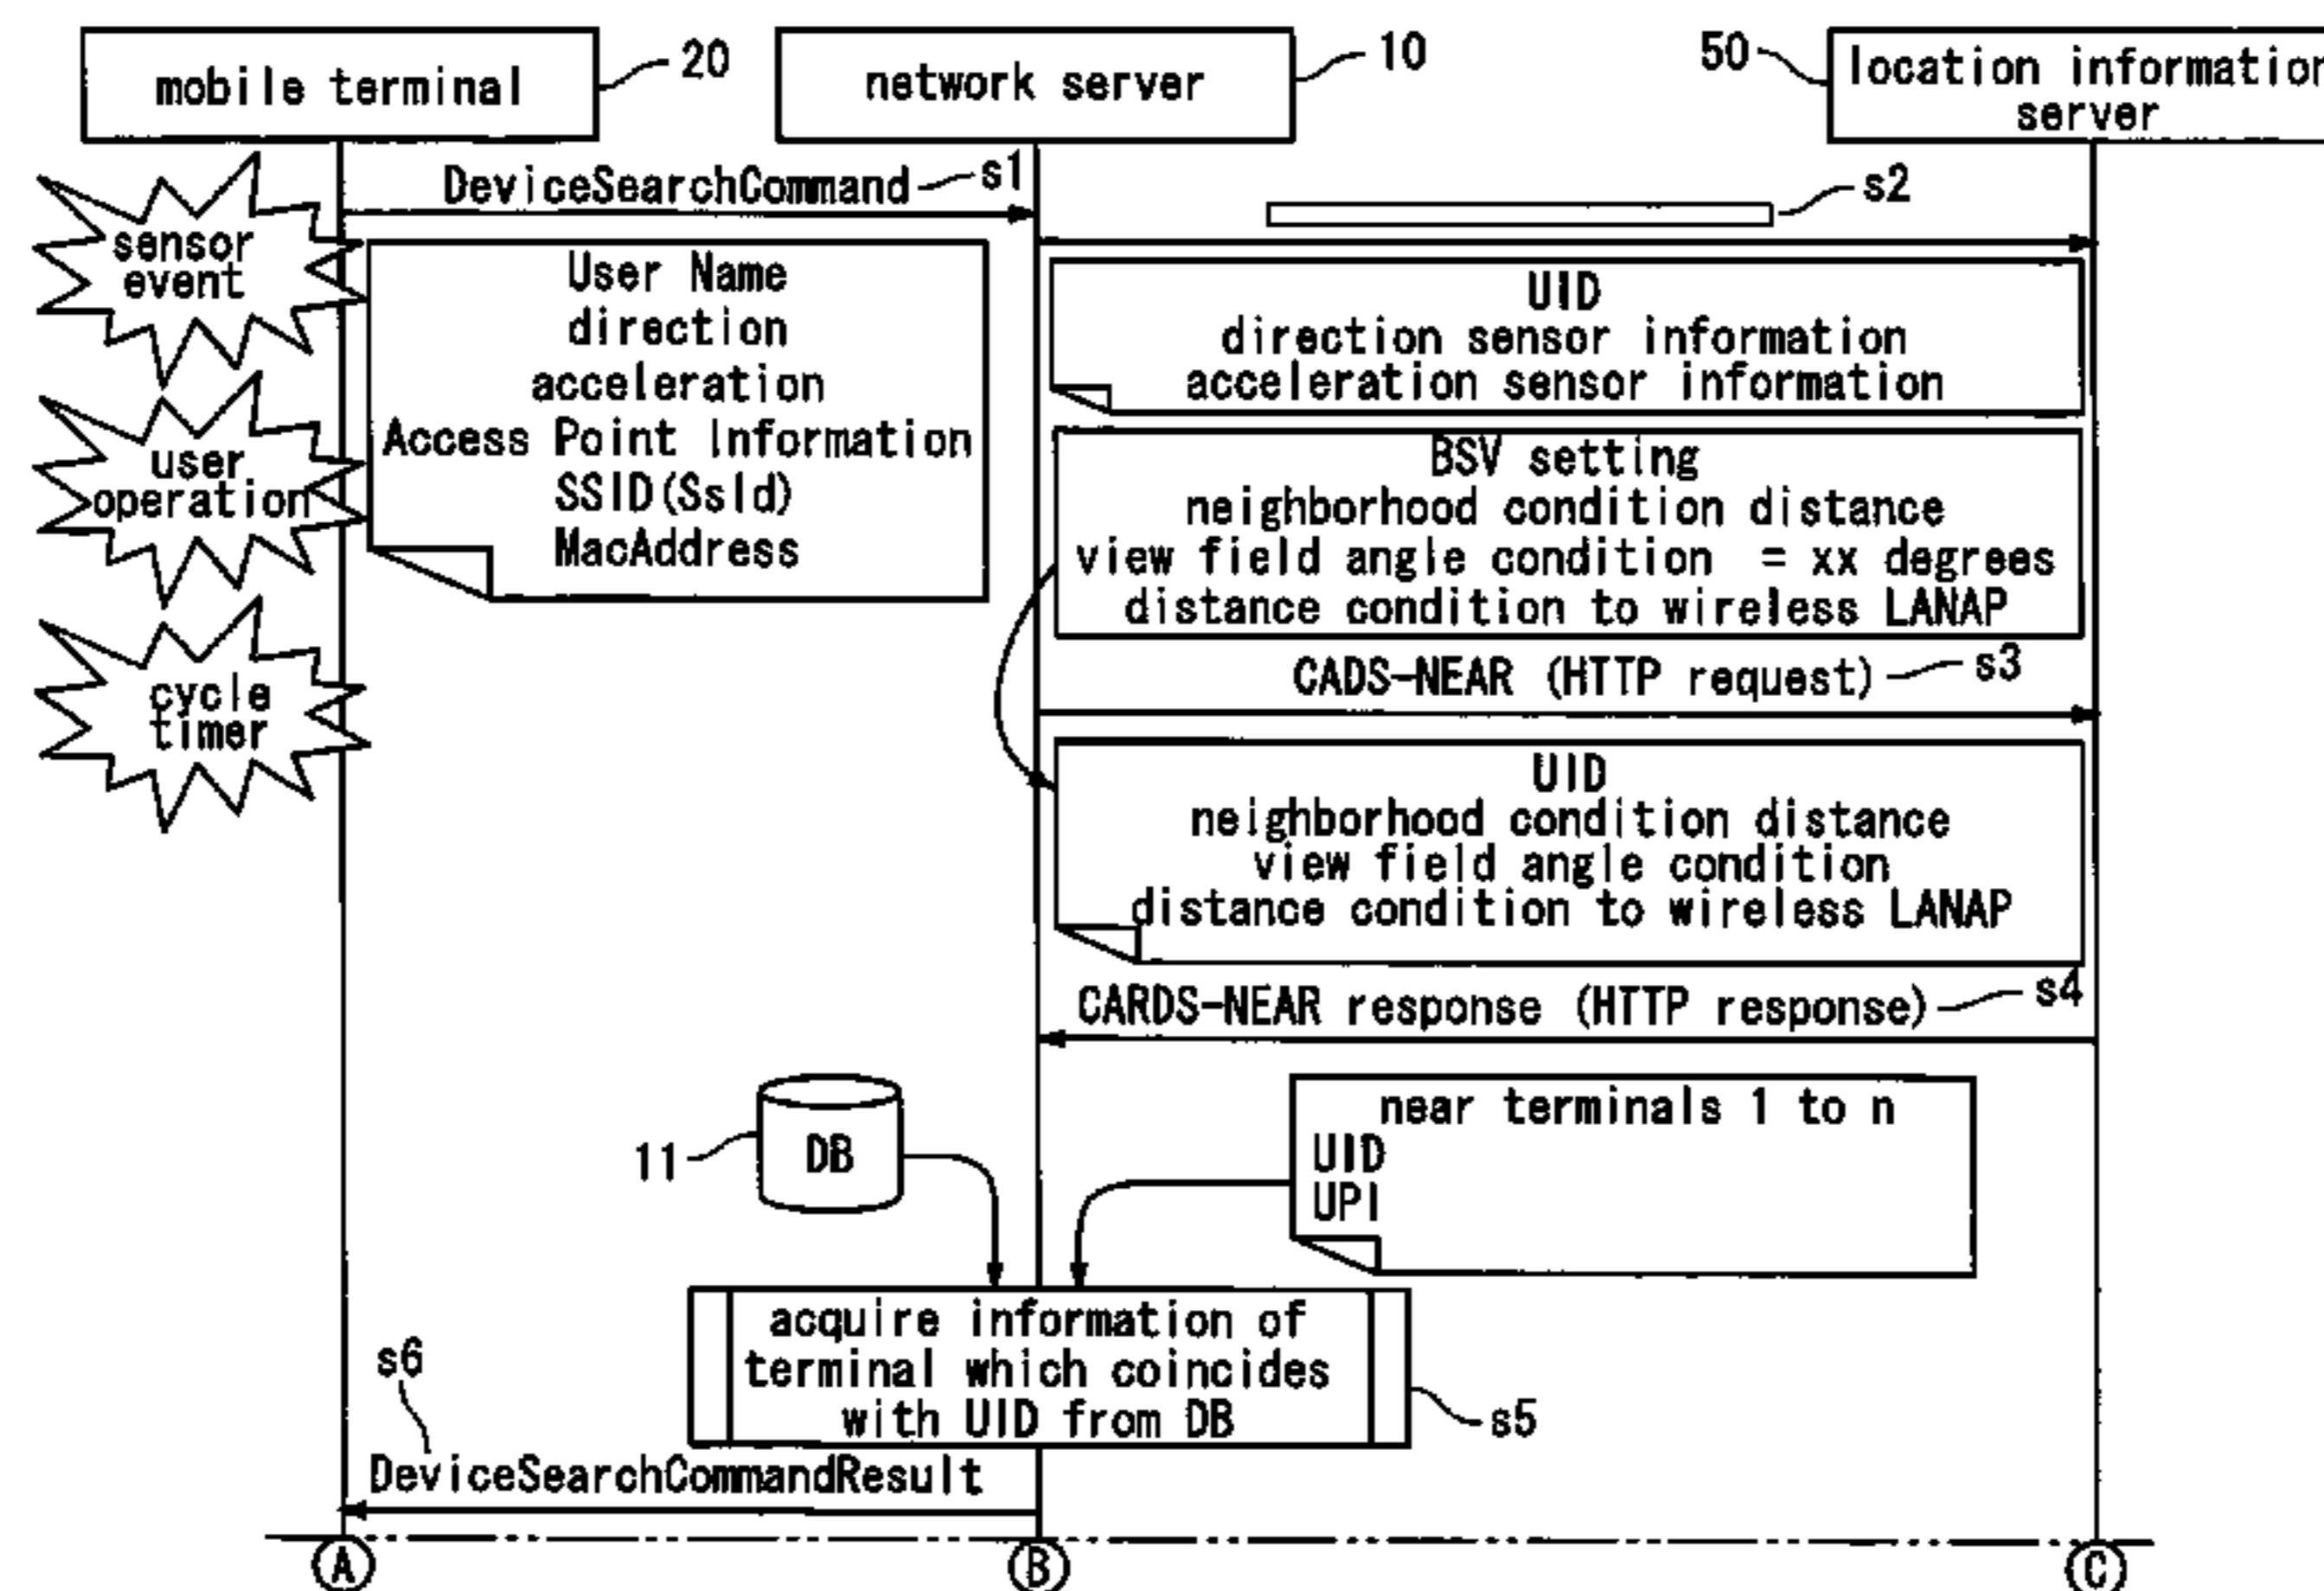 mobile terminal
20
network server
10
50
location information
server
DeviceSearchCommand
s1
s2
sensor
event
User Name
direction
acceleration
Access Point Information
SSID(SsId)
MacAddress
UID
direction sensor information
acceleration sensor information
user
operation
BSV setting
neighborhood condition distance
view field angle condition = xx degrees
distance condition to wireless LANAP
cycle
timer
CADS-NEAR (HTTP request)
s3
UID
neighborhood condition distance
view field angle condition
distance condition to wireless LANAP
CARDS-NEAR response (HTTP response)
s4
11
DB
near terminals 1 to n
UID
UPI
acquire information of
terminal which coincides
with UID from DB
s5
s6
DeviceSearchCommandResult
A
B
C